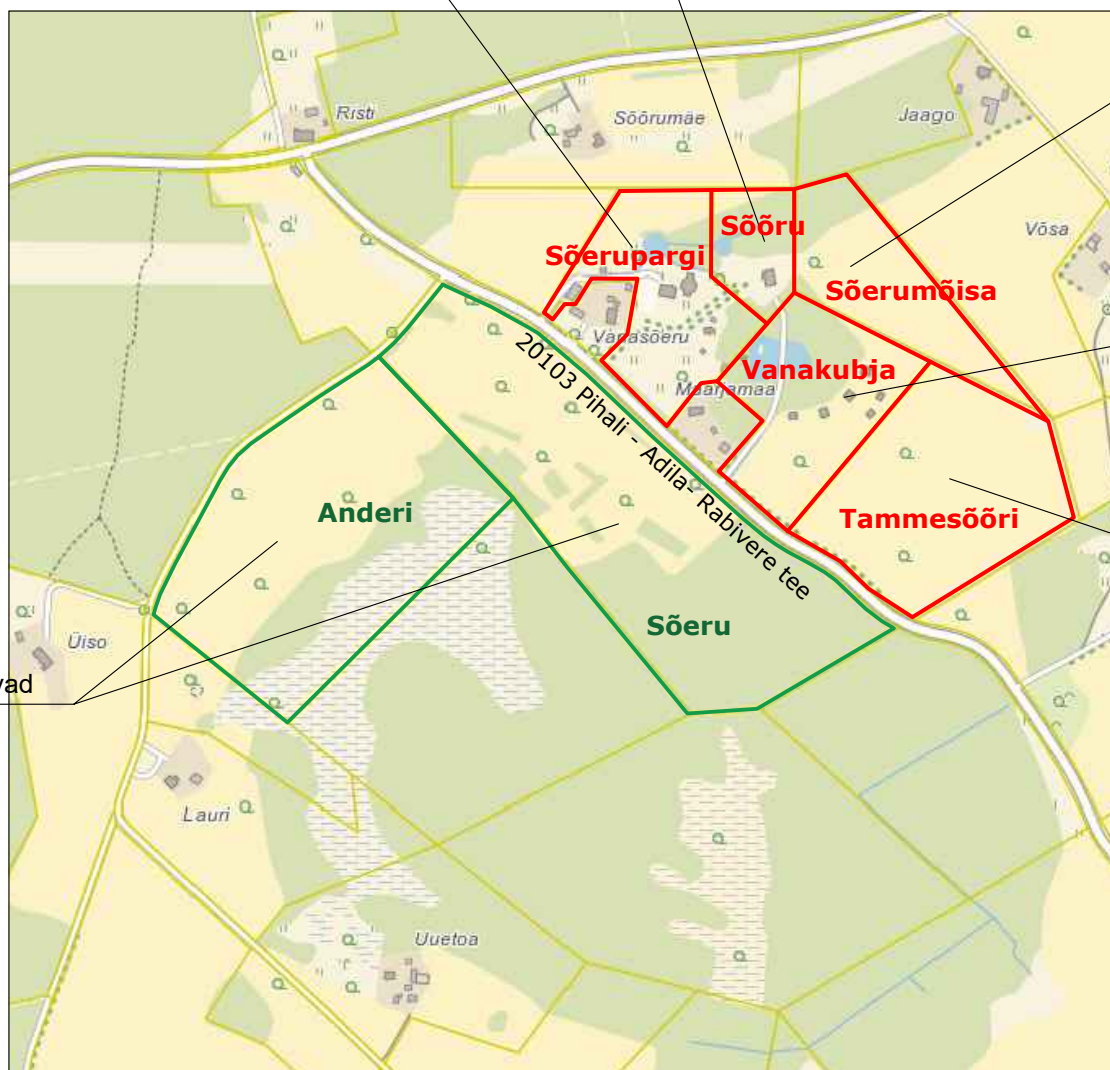 Risti
Sõõrumäe
Jaago
Sõõru
Võsa
Sõerupargi
Sõerumõisa
Vanasõeru
Vanakubja
20103 Pihali - Adila- Rabivere tee
Maarjamaa
Anderi
Tammesõõri
Sõeru
Üiso
vad
Lauri
Uuetoa